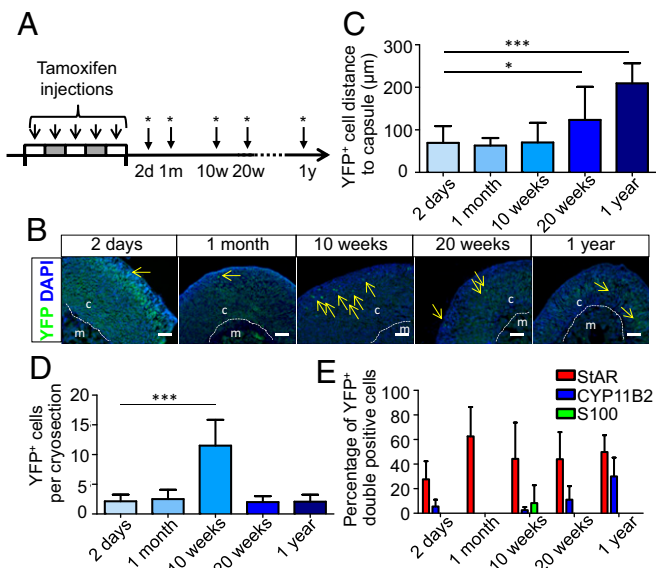 A
Tamoxifen
injections
* * * * *
2d 1m 10w 20w 1y
C
YFP+ cell distance
to capsule (µm)
300
200
100
0
***
*
2 days
1 month
10 weeks
20 weeks
1 year
B
2 days
1 month
10 weeks
20 weeks
1 year
YFP DAPI
c
m
c
m
c
m
c
m
c
m
D
YFP+ cells
per cryosection
20
15
10
5
0
***
2 days
1 month
10 weeks
20 weeks
1 year
E
Percentage of YFP+
double positive cells
100
80
60
40
20
0
StAR
CYP11B2
S100
2 days
1 month
10 weeks
20 weeks
1 year